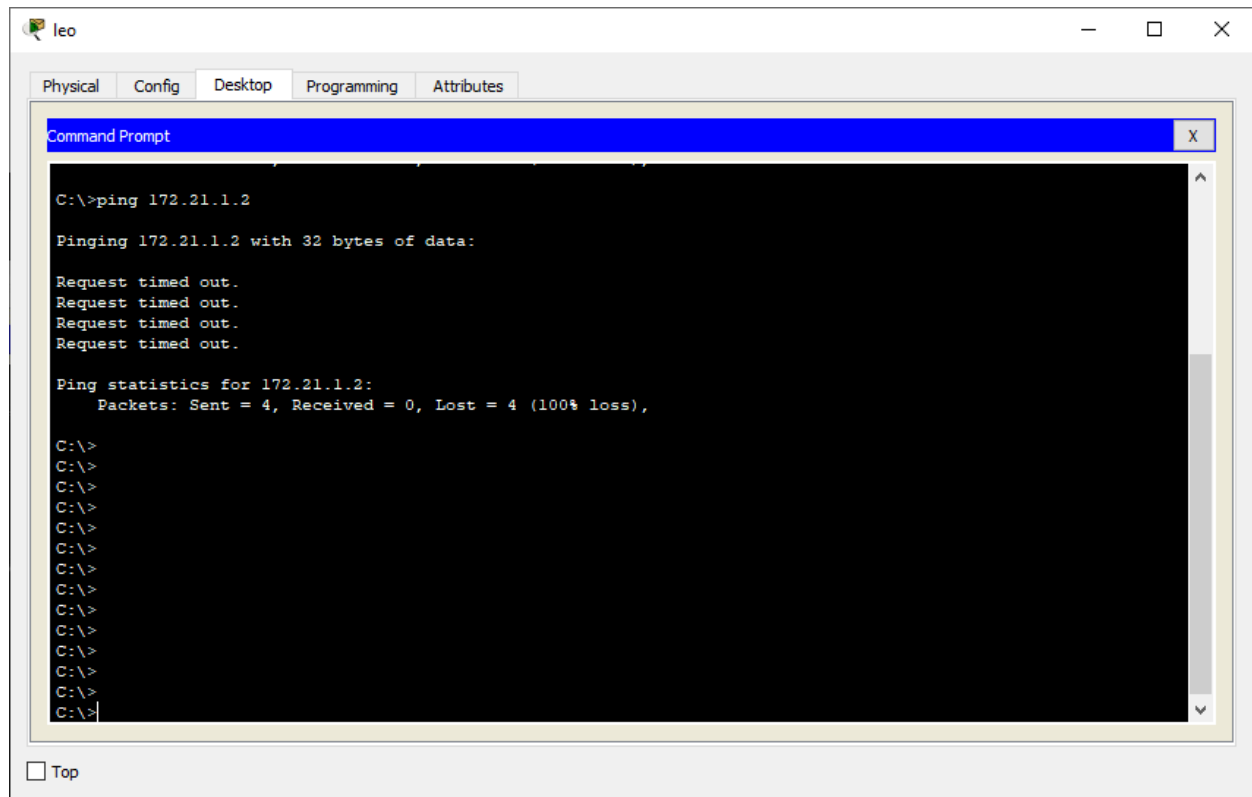 leo
Physical Config Desktop Programming Attributes
Command Prompt X
C:\>ping 172.21.1.2
Pinging 172.21.1.2 with 32 bytes of data:
Request timed out.
Request timed out.
Request timed out.
Request timed out.
Ping statistics for 172.21.1.2:
Packets: Sent = 4, Received = 0, Lost = 4 (100% loss),
C:\>
C:\>
C:\>
C:\>
C:\>
C:\>
C:\>
C:\>
C:\>
C:\>
C:\>
C:\>
C:\>
C:\>
Top